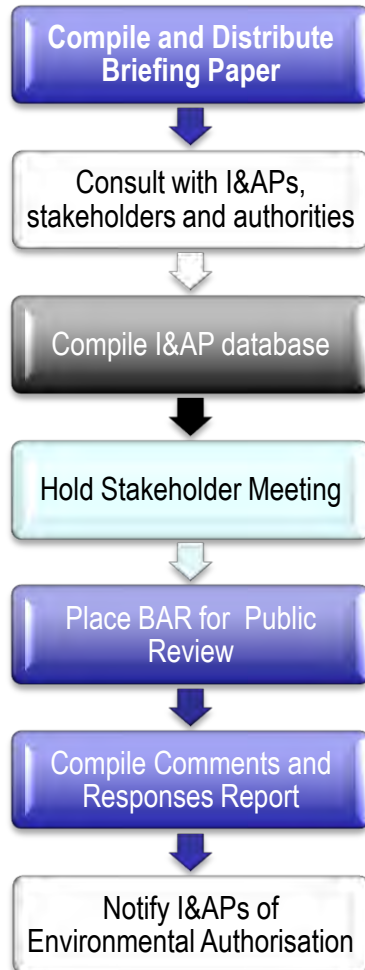 Compile and Distribute
Briefing Paper
Consult with I&APs,
stakeholders and authorities
Compile I&AP database
Hold Stakeholder Meeting
Place BAR for Public
Review
Compile Comments and
Responses Report
Notify I&APs of
Environmental Authorisation